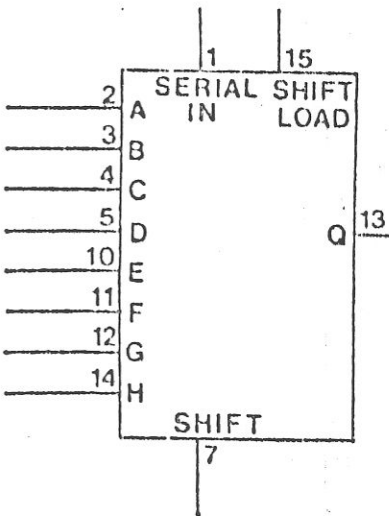 1 15
SERIAL SHIFT
IN LOAD
2 A
3 B
4 C
5 D
Q 13
10 E
11 F
12 G
14 H
SHIFT
7